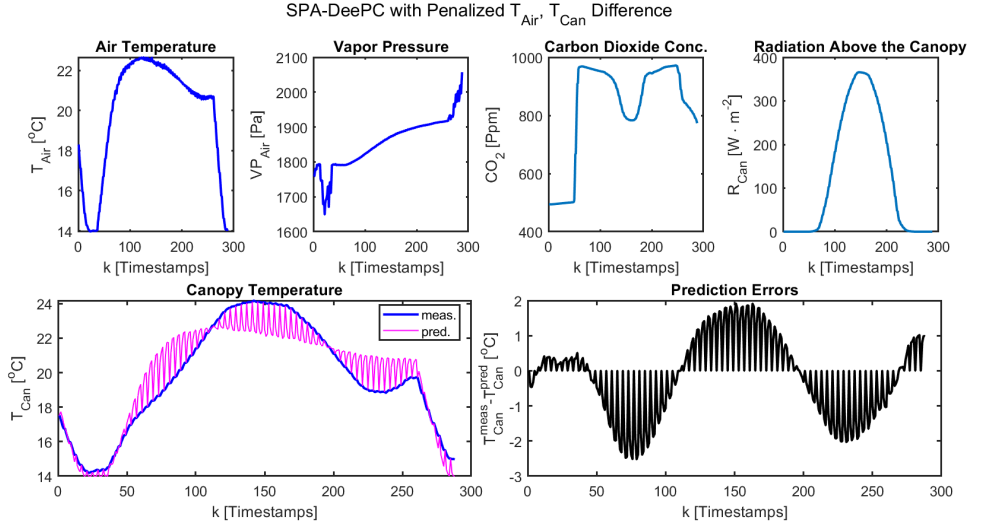 SPA-DeePC with Penalized T_Air, T_Can Difference
Air Temperature
22
20
18
16
14
T_Air [°C]
0 100 200 300
k [Timestamps]
Vapor Pressure
2100
2000
1900
1800
1700
1600
VP_Air [Pa]
0 100 200 300
k [Timestamps]
Carbon Dioxide Conc.
1000
800
600
400
CO_2 [Ppm]
0 100 200 300
k [Timestamps]
Radiation Above the Canopy
400
300
200
100
0
R_Can [W · m^-2]
0 100 200 300
k [Timestamps]
Canopy Temperature
24
22
20
18
16
14
T_Can [°C]
meas.
pred.
0 50 100 150 200 250 300
k [Timestamps]
Prediction Errors
2
1
0
-1
-2
-3
T_Can^meas-T_Can^pred [°C]
0 50 100 150 200 250 300
k [Timestamps]